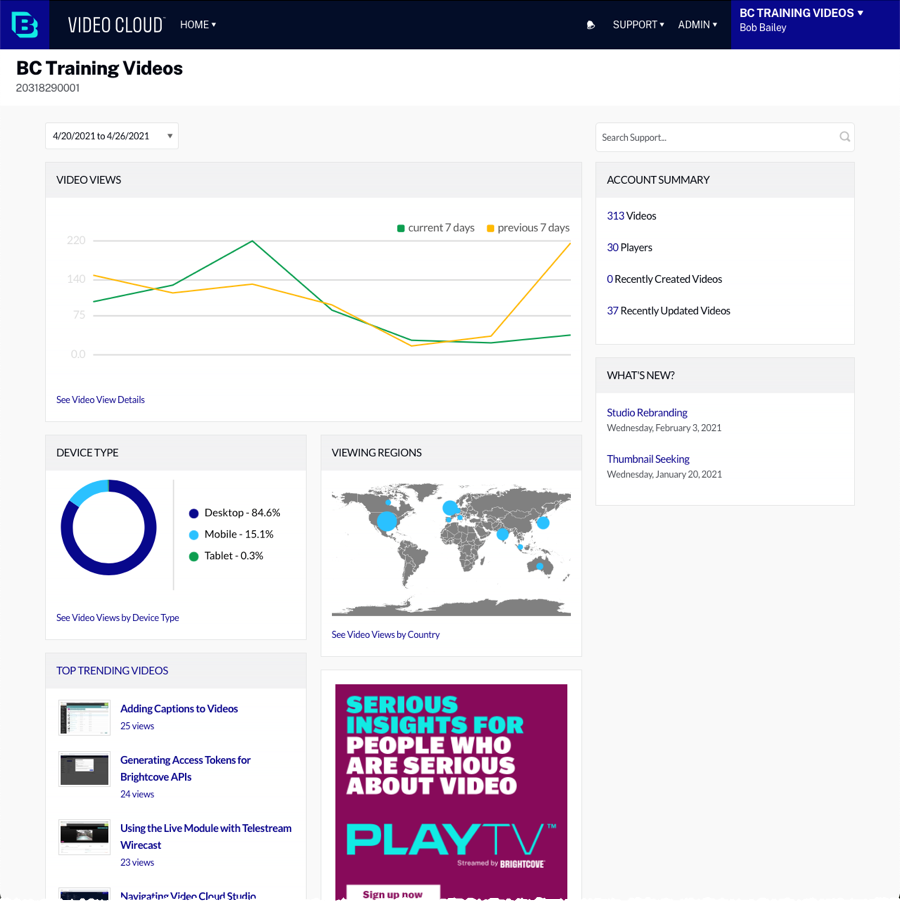 VIDEO CLOUD™
HOME
SUPPORT
ADMIN
BC TRAINING VIDEOS
Bob Bailey
BC Training Videos
20318290001
4/20/2021 to 4/26/2021
Search Support...
VIDEO VIEWS
current 7 days
previous 7 days
220
140
75
0.0
See Video View Details
ACCOUNT SUMMARY
313 Videos
30 Players
0 Recently Created Videos
37 Recently Updated Videos
WHAT'S NEW?
Studio Rebranding
Wednesday, February 3, 2021
Thumbnail Seeking
Wednesday, January 20, 2021
DEVICE TYPE
Desktop - 84.6%
Mobile - 15.1%
Tablet - 0.3%
See Video Views by Device Type
VIEWING REGIONS
See Video Views by Country
TOP TRENDING VIDEOS
Adding Captions to Videos
25 views
Generating Access Tokens for
Brightcove APIs
24 views
Using the Live Module with Telestream
Wirecast
23 views
Navigating Video Cloud Studio
SERIOUS
INSIGHTS FOR
PEOPLE WHO
ARE SERIOUS
ABOUT VIDEO
PLAYTV™
Streamed by BRIGHTCOVE
Sign up now